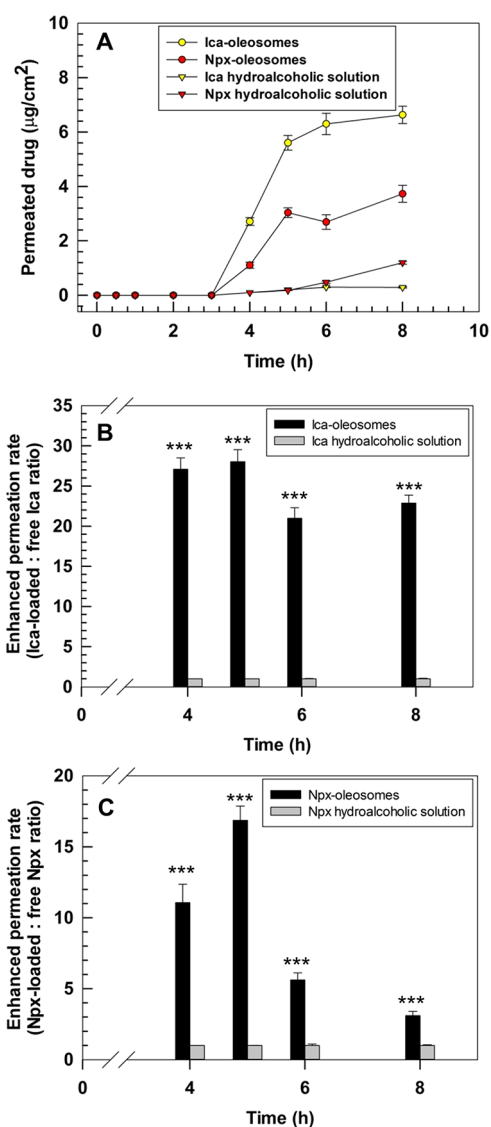 A
Ica-oleosomes
Npx-oleosomes
Ica hydroalcoholic solution
Npx hydroalcoholic solution
Permeated drug (µg/cm²)
10
8
6
4
2
0
0 2 4 6 8 10
Time (h)
B
Ica-oleosomes
Ica hydroalcoholic solution
Enhanced permeation rate
(Ica-loaded : free Ica ratio)
35
30
25
20
15
10
5
0
*** *** *** ***
0 4 6 8
Time (h)
C
Npx-oleosomes
Npx hydroalcoholic solution
Enhanced permeation rate
(Npx-loaded : free Npx ratio)
20
15
10
5
0
*** *** *** ***
0 4 6 8
Time (h)